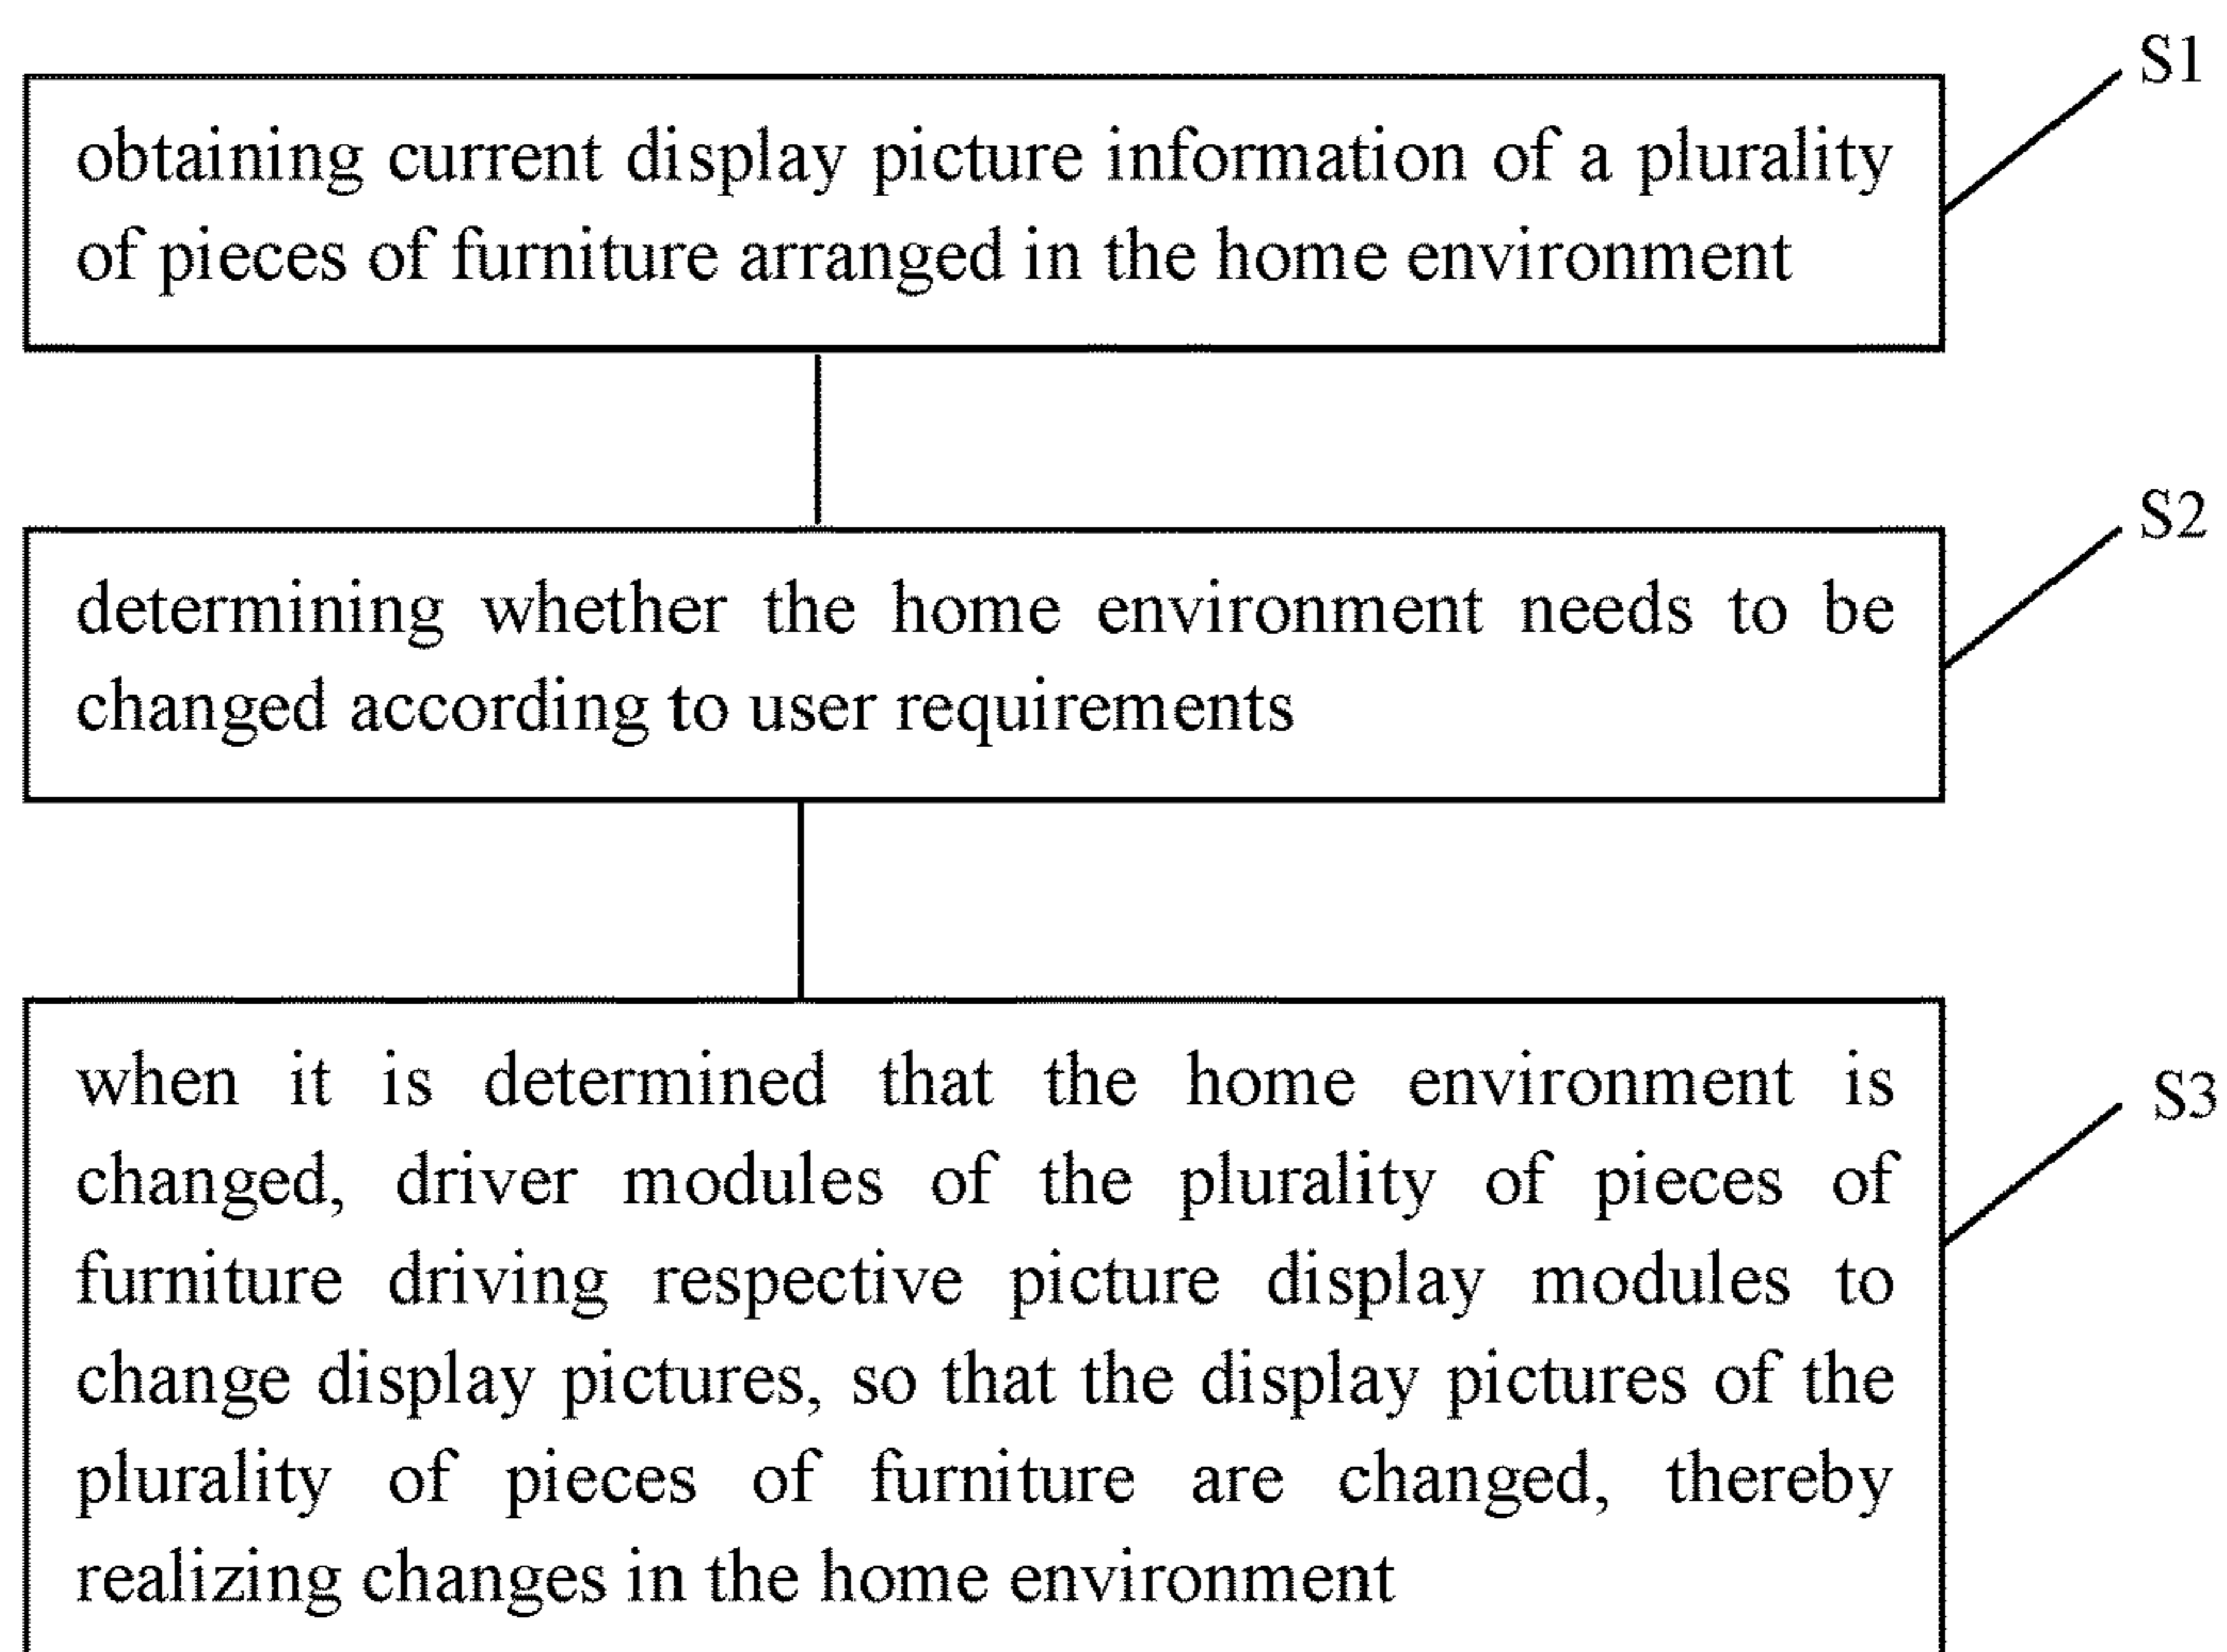 S1
obtaining current display picture information of a plurality
of pieces of furniture arranged in the home environment
S2
determining whether the home environment needs to be
changed according to user requirements
when it is determined that the home environment is
S3
changed, driver modules of the plurality of pieces of
furniture driving respective picture display modules to
change display pictures, so that the display pictures of the
plurality of pieces of furniture are changed, thereby
realizing changes in the home environment